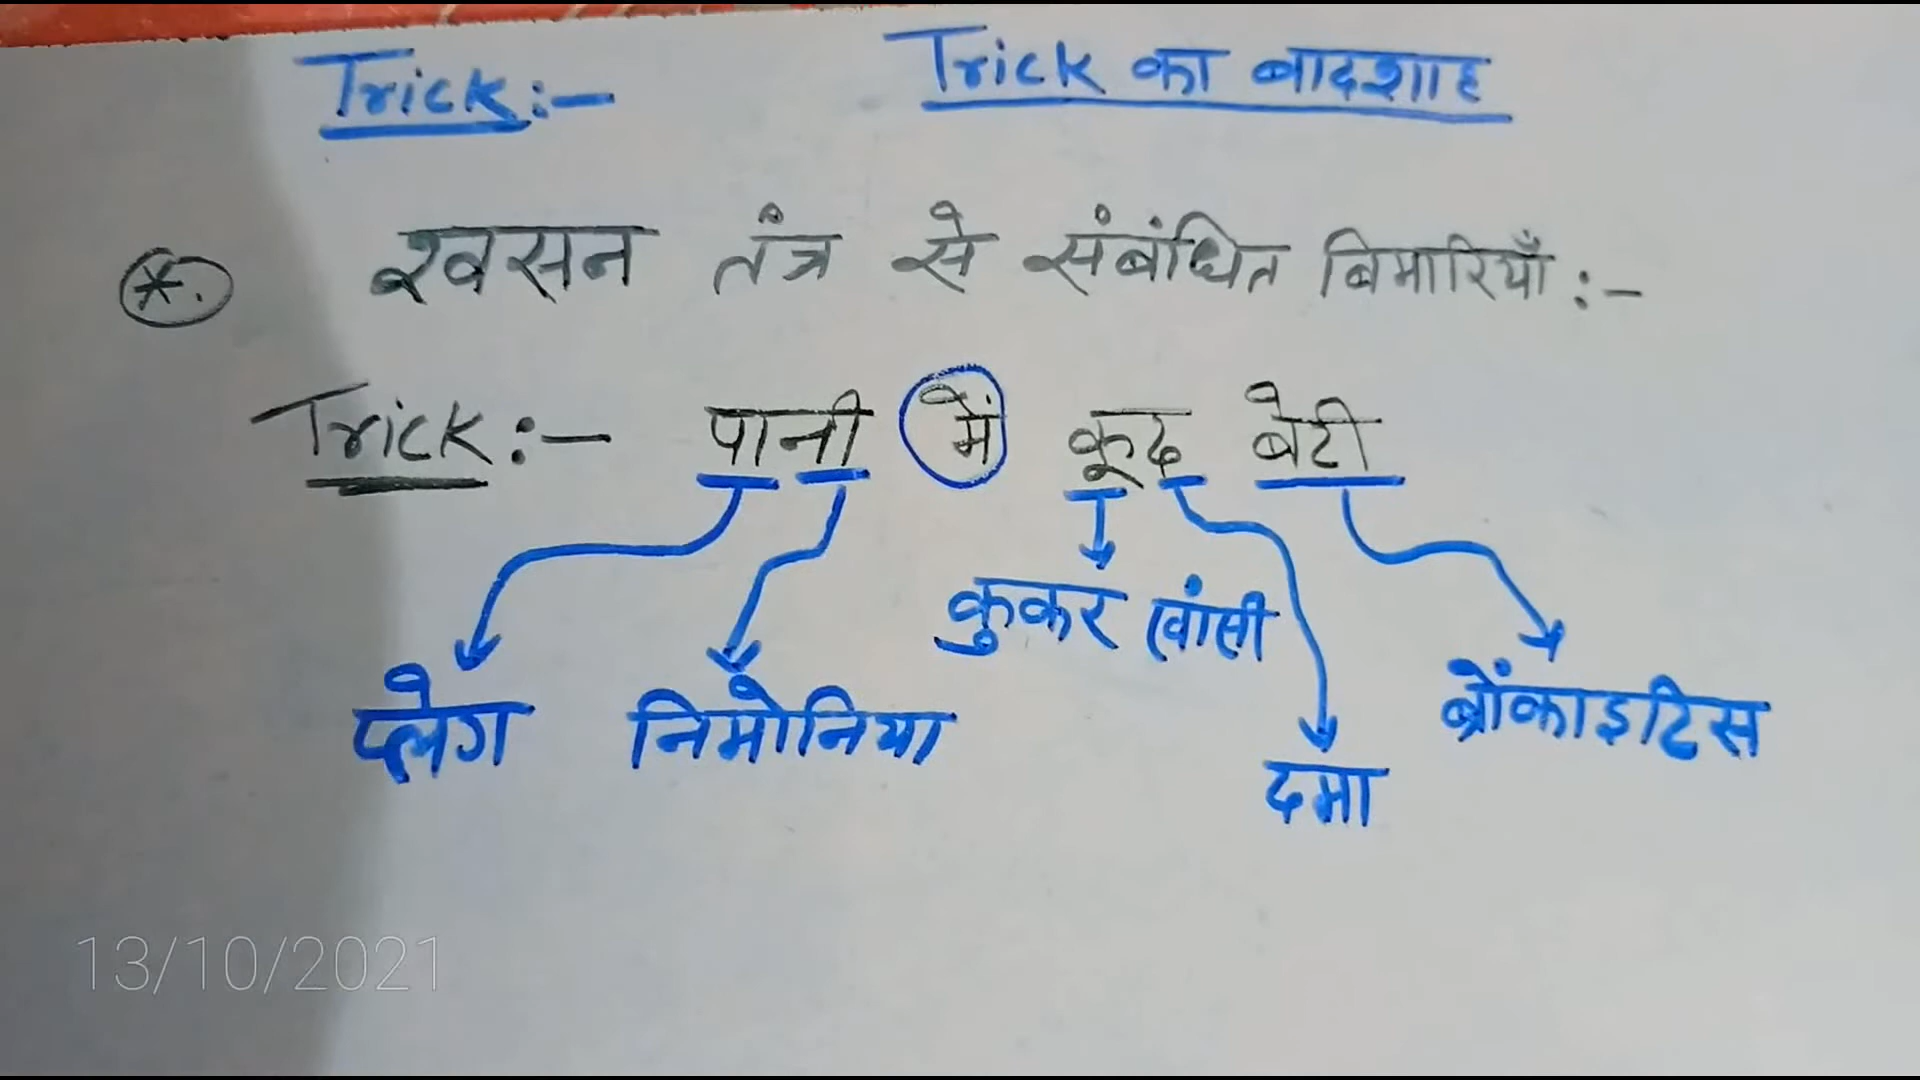 Trick:- Trick का बादशाह
*. श्वसन तंत्र से संबंधित बिमारियाँ :-
Trick:- पानी में कूद बेटी
कुकर खांसी
प्लेग निमोनिया ब्रोंकाइटिस
दमा
13/10/2021